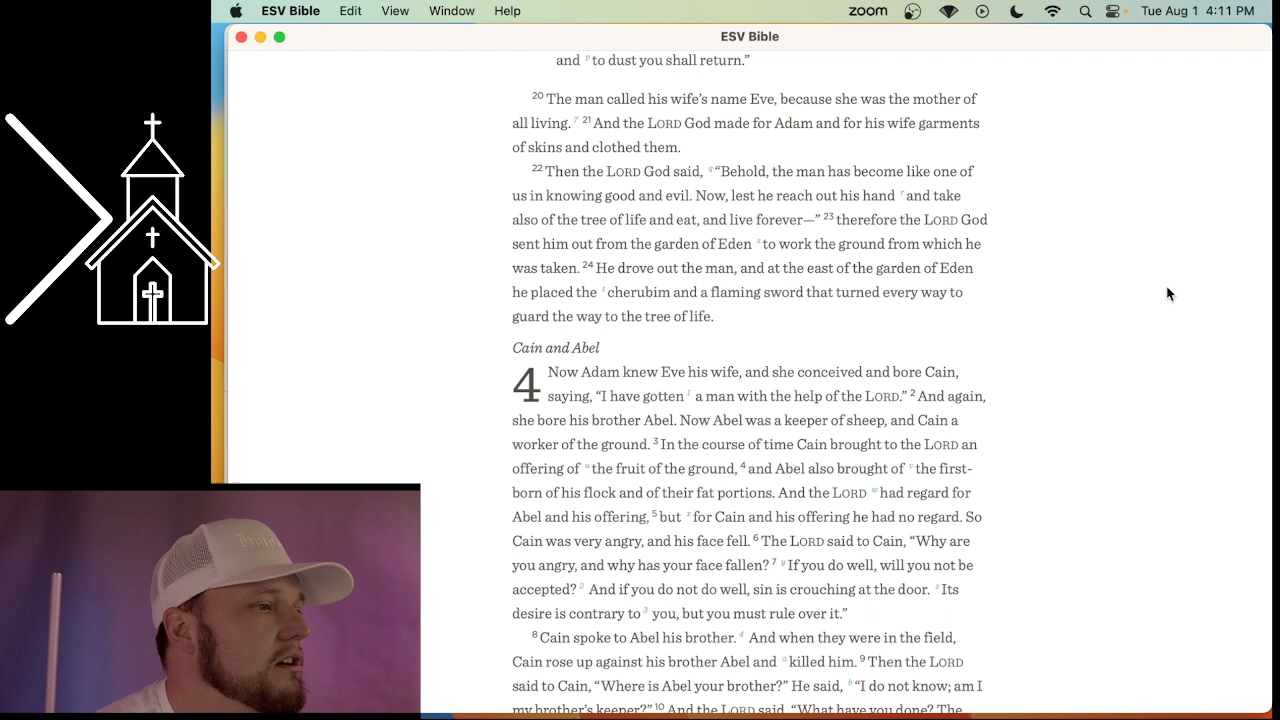 ESV Bible Edit View Window Help zoom Tue Aug 1 4:11 PM
ESV Bible
and p to dust you shall return.”
20 The man called his wife’s name Eve, because she was the mother of
all living. 7 21 And the LORD God made for Adam and for his wife garments
of skins and clothed them.
22 Then the LORD God said, q “Behold, the man has become like one of
us in knowing good and evil. Now, lest he reach out his hand r and take
also of the tree of life and eat, and live forever—” 23 therefore the LORD God
sent him out from the garden of Eden s to work the ground from which he
was taken. 24 He drove out the man, and at the east of the garden of Eden
he placed the t cherubim and a flaming sword that turned every way to
guard the way to the tree of life.
Cain and Abel
4 Now Adam knew Eve his wife, and she conceived and bore Cain,
saying, “I have gotten 1 a man with the help of the LORD.” 2 And again,
she bore his brother Abel. Now Abel was a keeper of sheep, and Cain a
worker of the ground. 3 In the course of time Cain brought to the LORD an
offering of u the fruit of the ground, 4 and Abel also brought of v the first-
born of his flock and of their fat portions. And the LORD w had regard for
Abel and his offering, 5 but x for Cain and his offering he had no regard. So
Cain was very angry, and his face fell. 6 The LORD said to Cain, “Why are
you angry, and why has your face fallen? 7 y If you do well, will you not be
accepted? 2 And if you do not do well, sin is crouching at the door. z Its
desire is contrary to 3 you, but you must rule over it.”
8 Cain spoke to Abel his brother. 4 And when they were in the field,
Cain rose up against his brother Abel and a killed him. 9 Then the LORD
said to Cain, “Where is Abel your brother?” He said, b “I do not know; am I
my brother’s keeper?” 10 And the LORD said, “What have you done? The